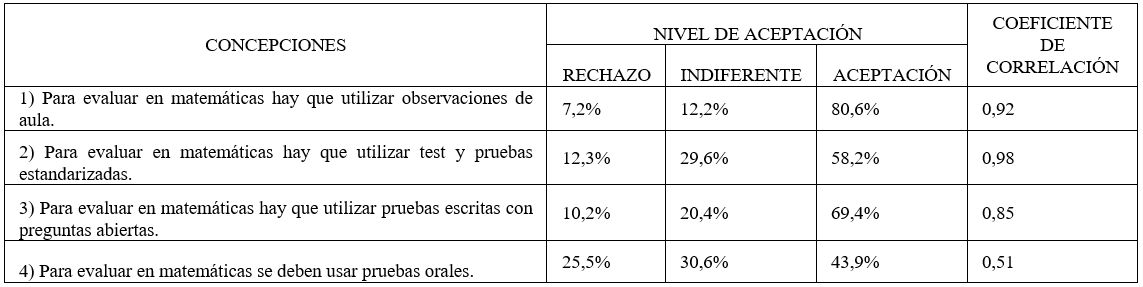 CONCEPCIONES
NIVEL DE ACEPTACIÓN
COEFICIENTE
DE
CORRELACIÓN
RECHAZO
INDIFERENTE
ACEPTACIÓN
1) Para evaluar en matemáticas hay que utilizar observaciones de
aula.
7,2%
12,2%
80,6%
0,92
2) Para evaluar en matemáticas hay que utilizar test y pruebas
estandarizadas.
12,3%
29,6%
58,2%
0,98
3) Para evaluar en matemáticas hay que utilizar pruebas escritas con
preguntas abiertas.
10,2%
20,4%
69,4%
0,85
4) Para evaluar en matemáticas se deben usar pruebas orales.
25,5%
30,6%
43,9%
0,51